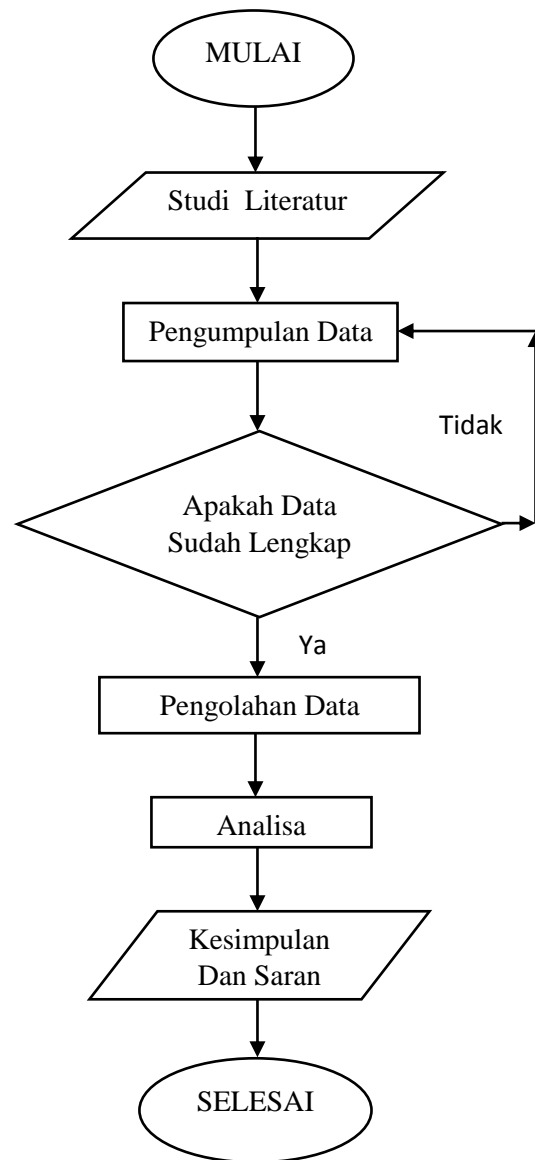 MULAI
Studi Literatur
Pengumpulan Data
Tidak
Apakah Data
Sudah Lengkap
Ya
Pengolahan Data
Analisa
Kesimpulan
Dan Saran
SELESAI